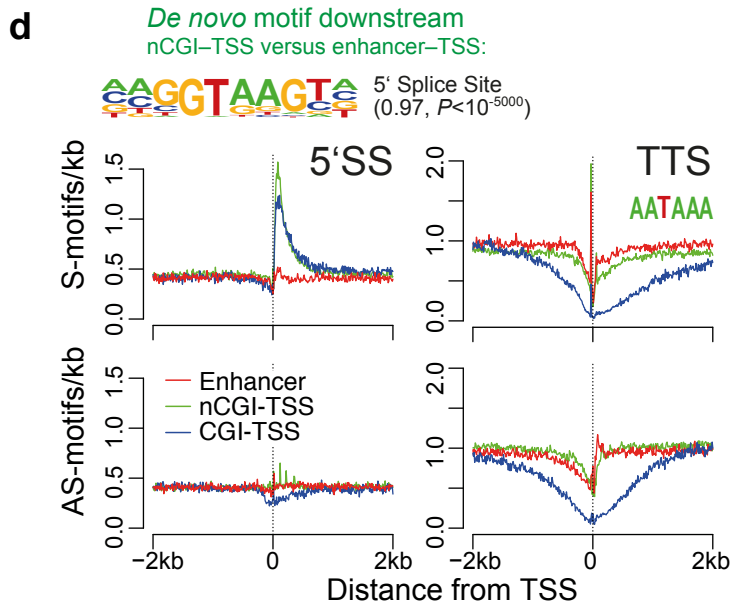 d
De novo motif downstream
nCGI–TSS versus enhancer–TSS:
AAGGTAAGTA
5‘ Splice Site
(0.97, P<10-5000)
S-motifs/kb
0.0 0.5 1.0 1.5
5‘SS
0.0 1.0 2.0
TTS
AATAAA
AS-motifs/kb
0.0 0.5 1.0 1.5
Enhancer
nCGI-TSS
CGI-TSS
0.0 1.0 2.0
−2kb 0 2kb
−2kb 0 2kb
Distance from TSS